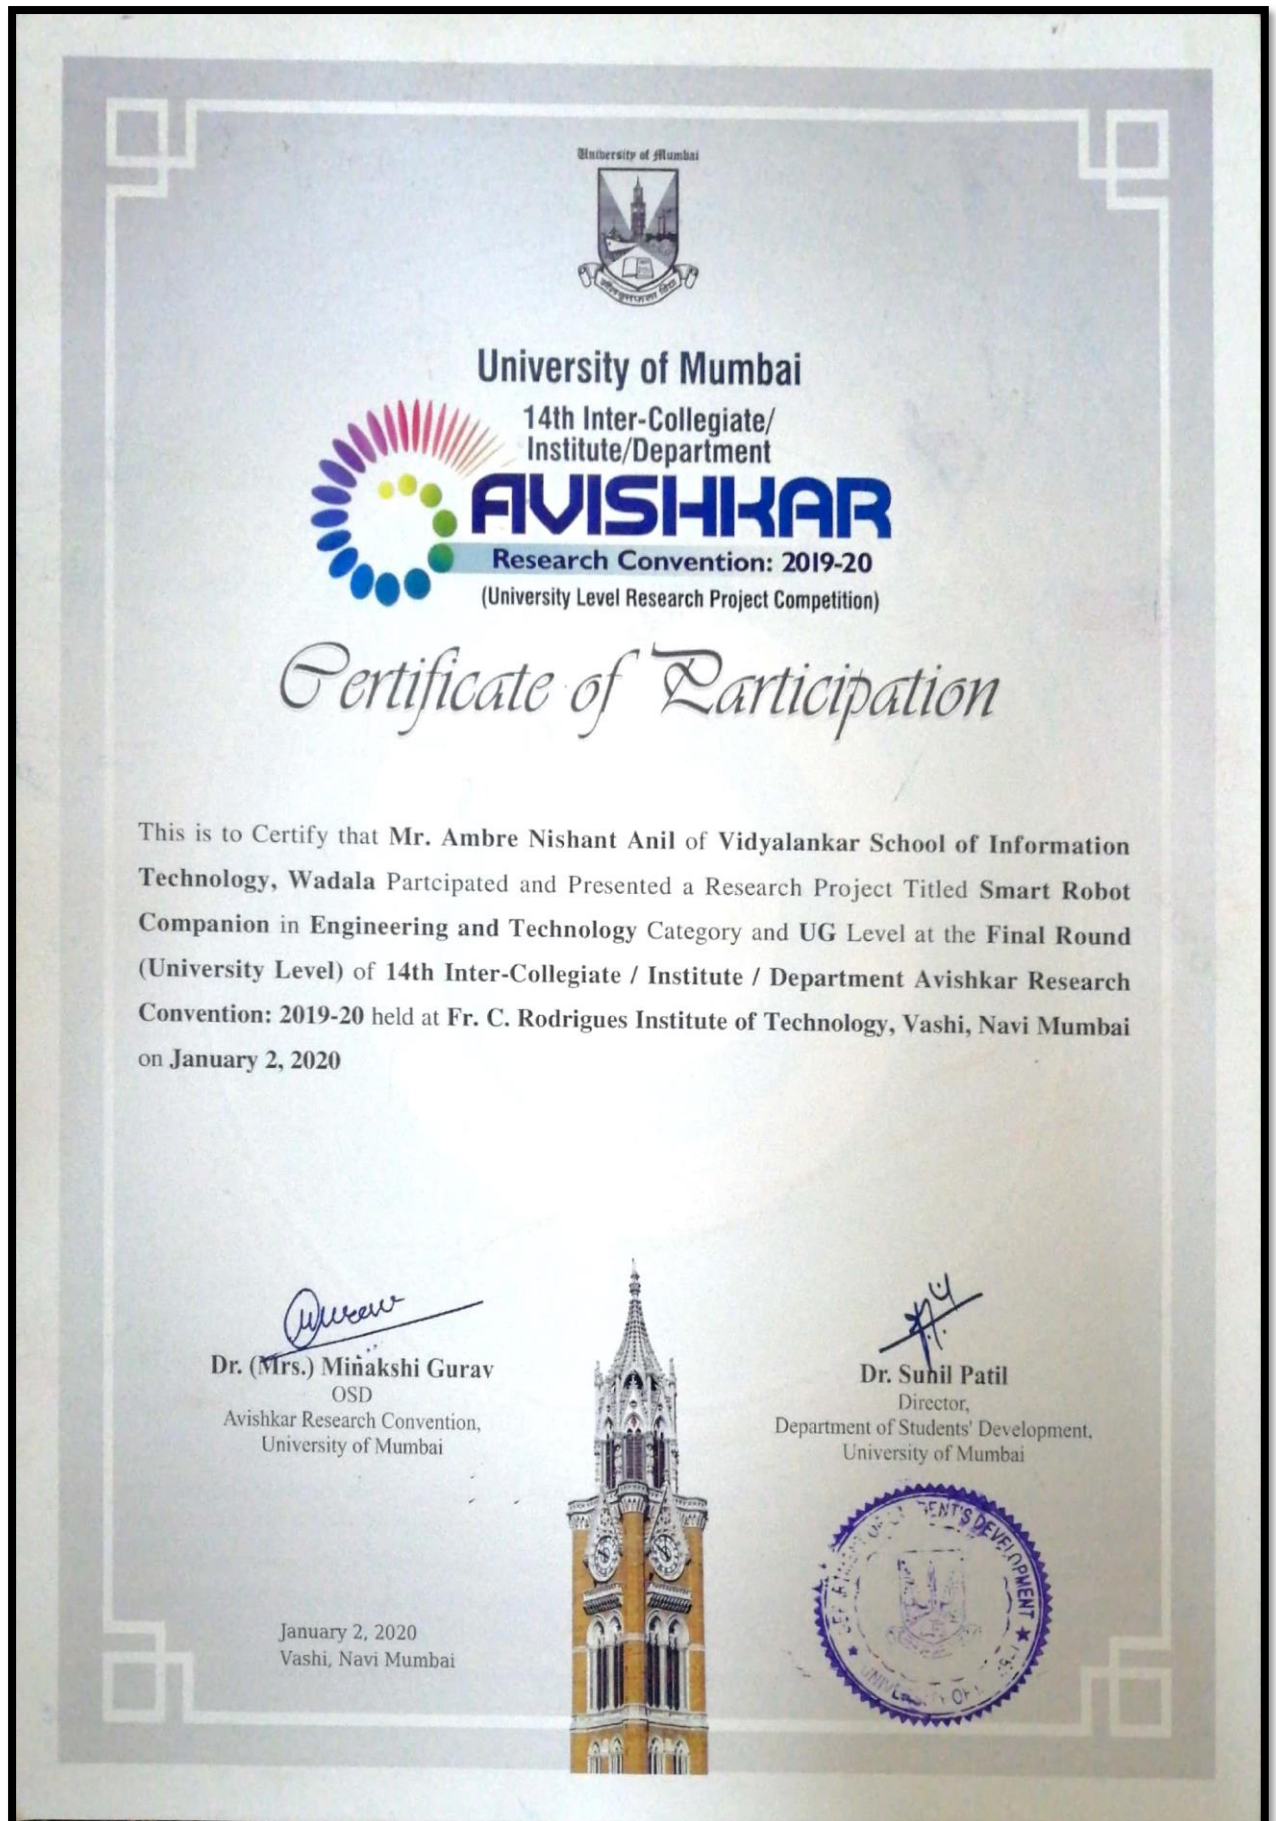 University of Mumbai
University of Mumbai
14th Inter-Collegiate/
Institute/Department
AVISHKAR
Research Convention: 2019-20
(University Level Research Project Competition)
Certificate of Participation
This is to Certify that Mr. Ambre Nishant Anil of Vidyalankar School of Information
Technology, Wadala Partcipated and Presented a Research Project Titled Smart Robot
Companion in Engineering and Technology Category and UG Level at the Final Round
(University Level) of 14th Inter-Collegiate / Institute / Department Avishkar Research
Convention: 2019-20 held at Fr. C. Rodrigues Institute of Technology, Vashi, Navi Mumbai
on January 2, 2020
Dr. (Mrs.) Minakshi Gurav
OSD
Avishkar Research Convention,
University of Mumbai
Dr. Sunil Patil
Director,
Department of Students' Development,
University of Mumbai
DEVELOPMENT
January 2, 2020
Vashi, Navi Mumbai